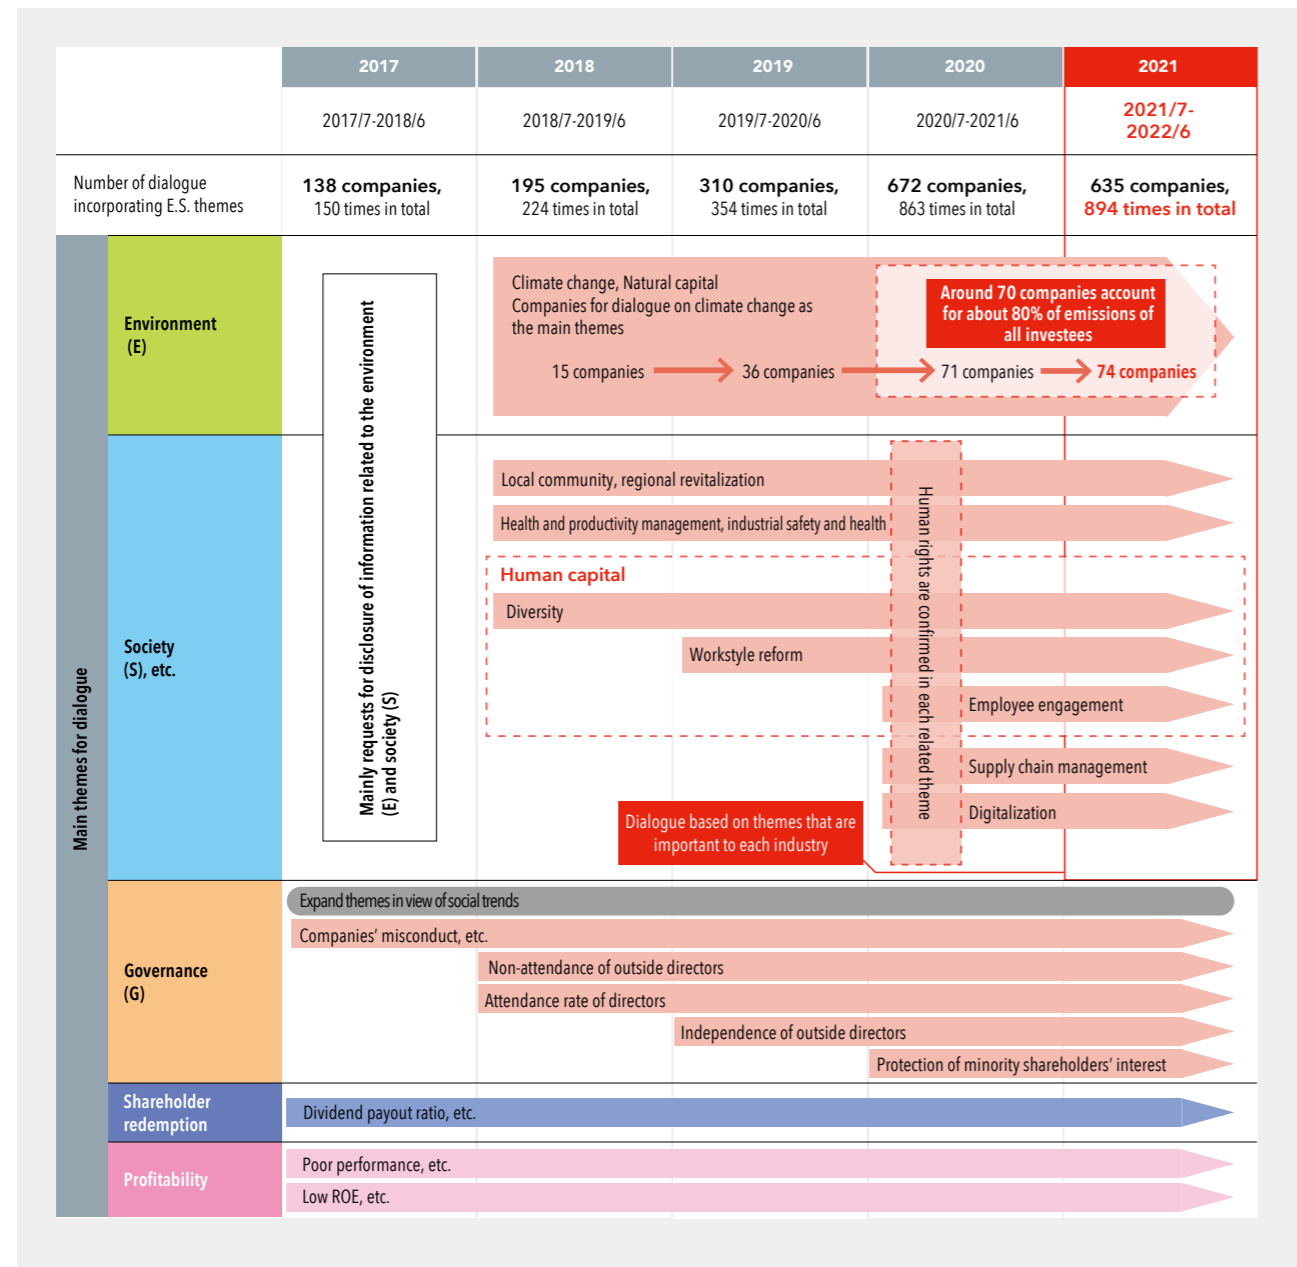 2017
2018
2019
2020
2021
2017/7-2018/6
2018/7-2019/6
2019/7-2020/6
2020/7-2021/6
2021/7-
2022/6
Number of dialogue
incorporating E.S. themes
138 companies,
150 times in total
195 companies,
224 times in total
310 companies,
354 times in total
672 companies,
863 times in total
635 companies,
894 times in total
Main themes for dialogue
Environment
(E)
Mainly requests for disclosure of information related to the environment
(E) and society (S)
Climate change, Natural capital
Companies for dialogue on climate change as
the main themes
Around 70 companies account
for about 80% of emissions of
all investees
15 companies
36 companies
71 companies
74 companies
Society
(S), etc.
Local community, regional revitalization
Health and productivity management, industrial safety and health
Human rights are confirmed in each related theme
Human capital
Diversity
Workstyle reform
Employee engagement
Supply chain management
Digitalization
Dialogue based on themes that are
important to each industry
Governance
(G)
Expand themes in view of social trends
Companies’ misconduct, etc.
Non-attendance of outside directors
Attendance rate of directors
Independence of outside directors
Protection of minority shareholders’ interest
Shareholder
redemption
Dividend payout ratio, etc.
Profitability
Poor performance, etc.
Low ROE, etc.